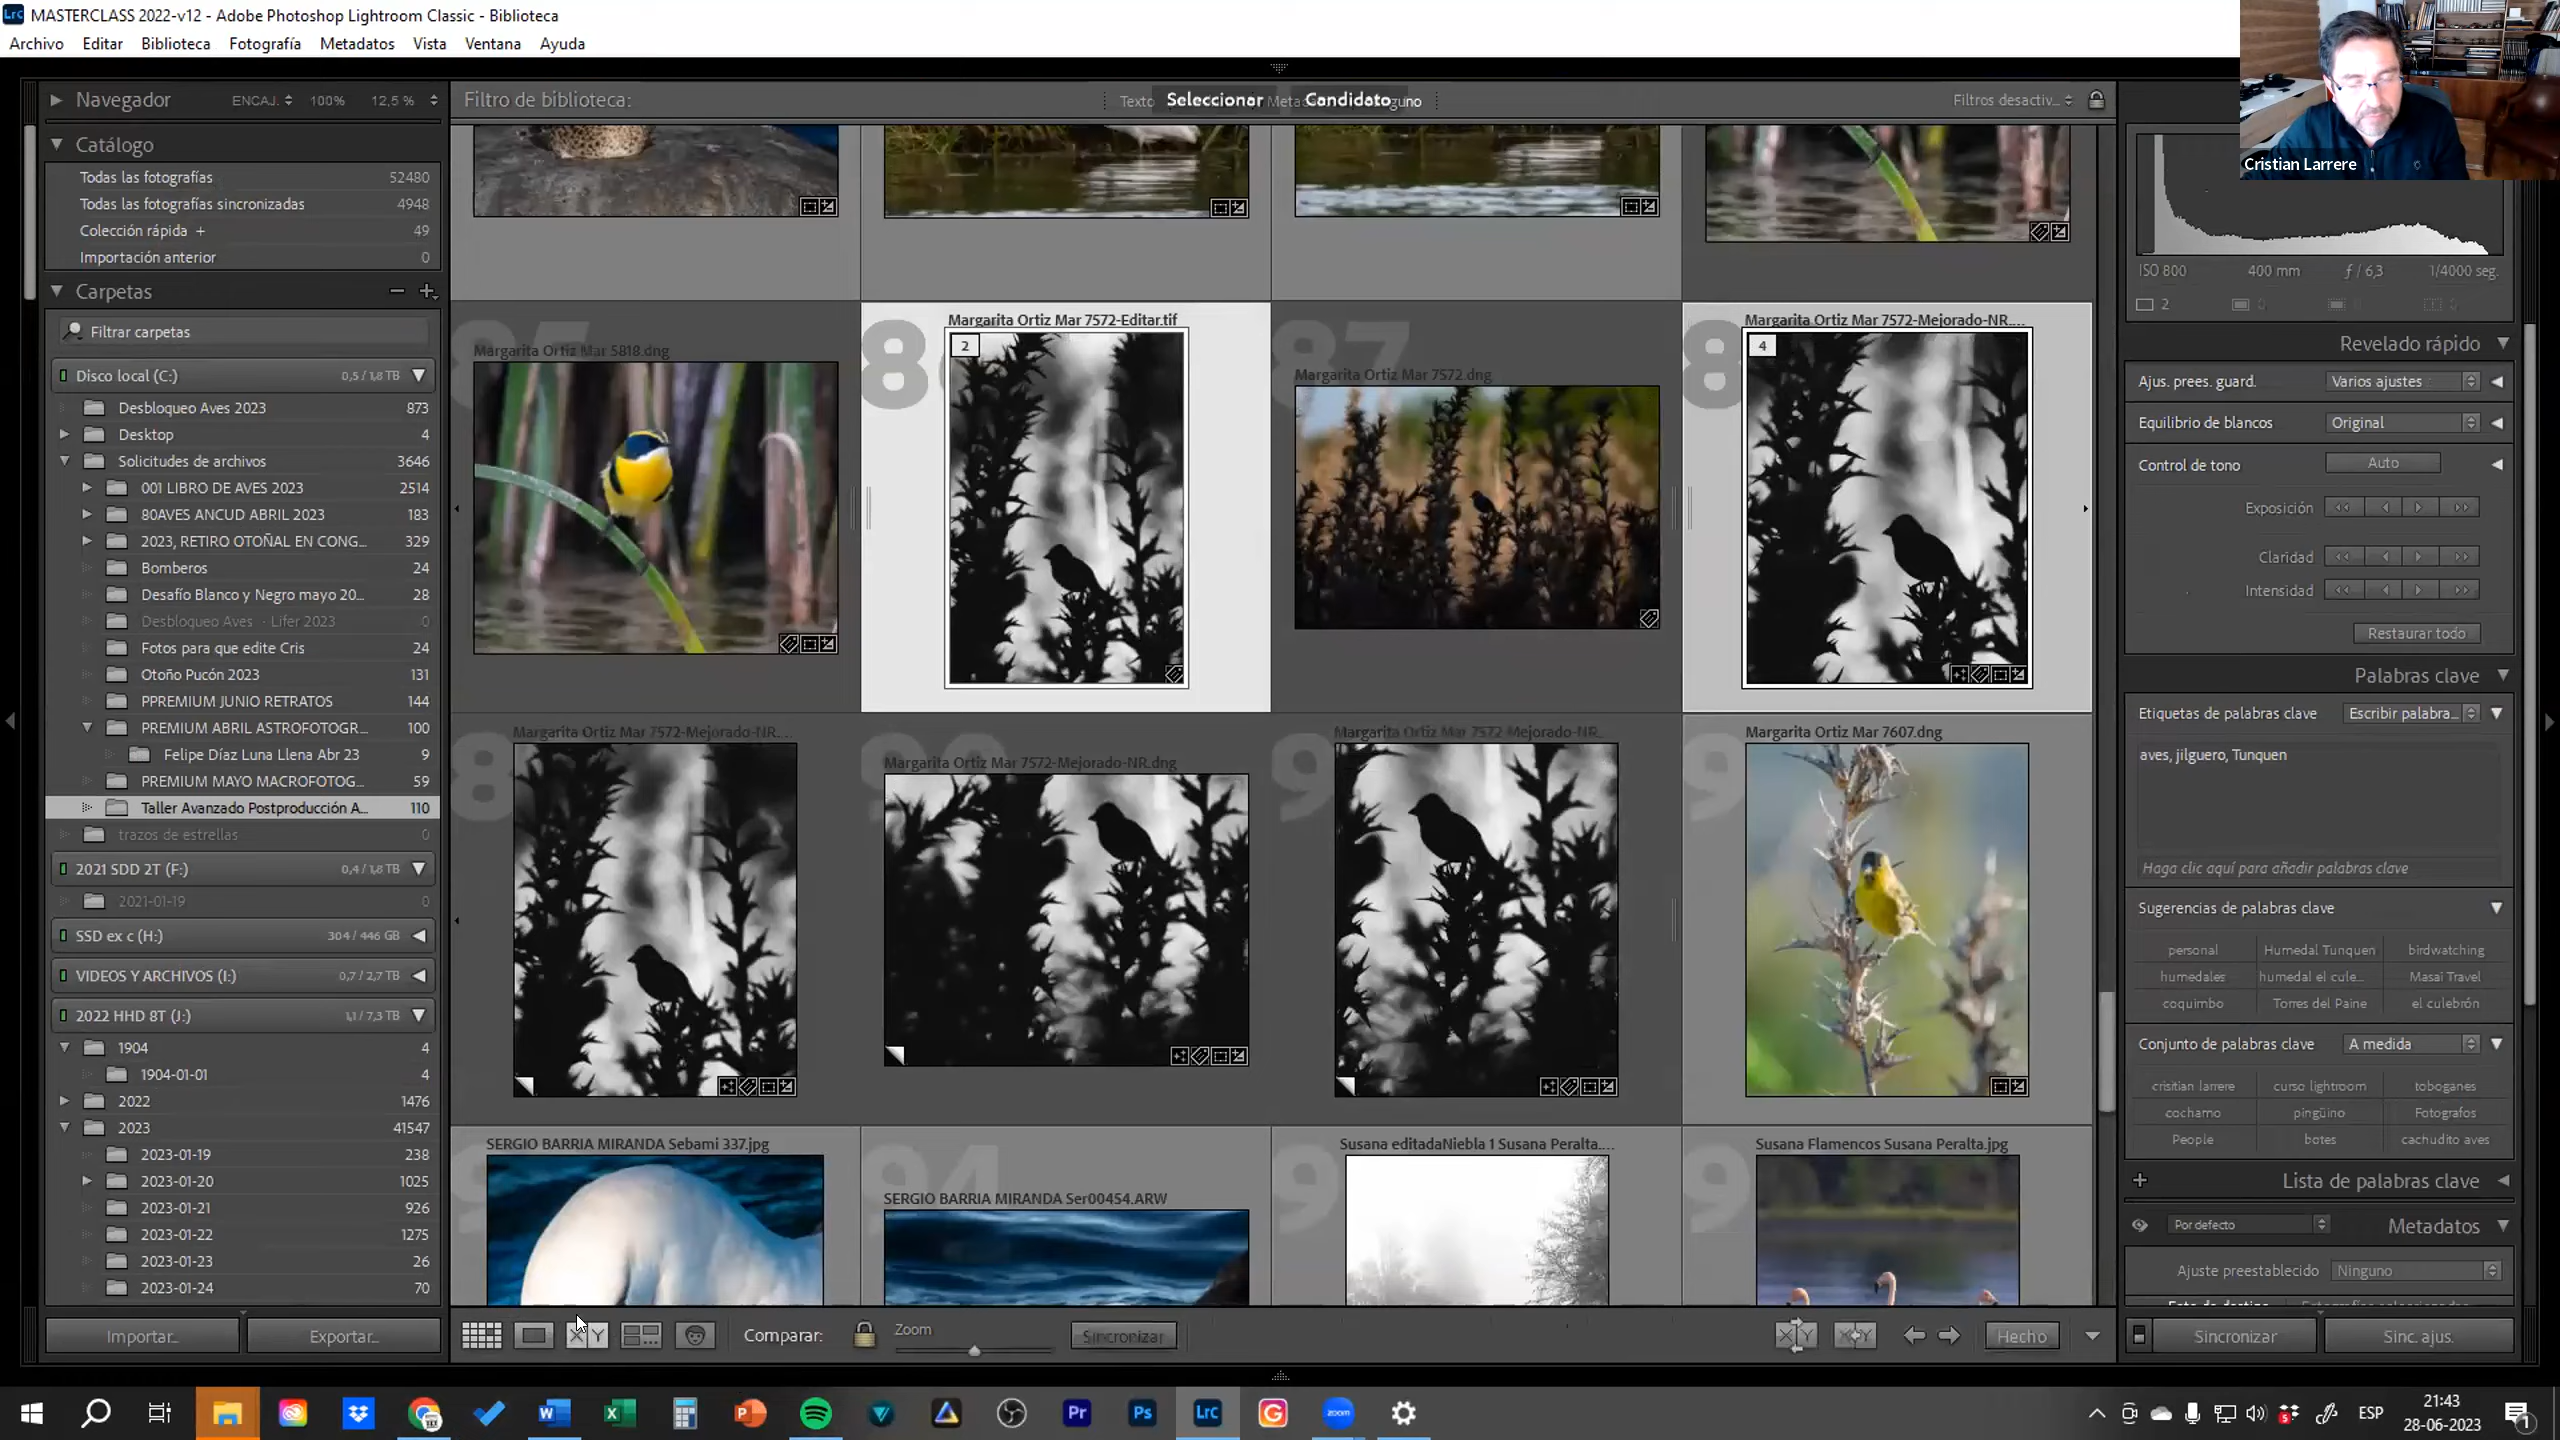 MASTERCLASS 2022-v12 - Adobe Photoshop Lightroom Classic - Biblioteca
Archivo Editar Biblioteca Fotografía Metadatos Vista Ventana Ayuda
Cristian Larrere
Navegador ENCAJ. 100% 12,5 %
Catálogo
Todas las fotografías 52480
Todas las fotografías sincronizadas 4948
Colección rápida + 49
Importación anterior 0
Carpetas
Filtrar carpetas
Disco local (C:) 0,5 / 1,8 TB
Desbloqueo Aves 2023 873
Desktop 4
Solicitudes de archivos 3646
001 LIBRO DE AVES 2023 2514
80AVES ANCUD ABRIL 2023 183
2023, RETIRO OTOÑAL EN CONG... 329
Bomberos 24
Desafío Blanco y Negro mayo 20... 28
Desbloqueo Aves · Lifer 2023 0
Fotos para que edite Cris 24
Otoño Pucón 2023 131
PPREMIUM JUNIO RETRATOS 144
PREMIUM ABRIL ASTROFOTOGR... 100
Felipe Díaz Luna Llena Abr 23 9
PREMIUM MAYO MACROFOTOG... 59
Taller Avanzado Postproducción A... 110
trazos de estrellas 0
2021 SDD 2T (F:) 0,4 / 1,8 TB
2021-01-19 0
SSD ex c (H:) 304 / 446 GB
VIDEOS Y ARCHIVOS (I:) 0,7 / 2,7 TB
2022 HHD 8T (J:) 1,1 / 7,3 TB
1904 4
1904-01-01 4
2022 1476
2023 41547
2023-01-19 238
2023-01-20 1025
2023-01-21 926
2023-01-22 1275
2023-01-23 26
2023-01-24 70
Importar... Exportar...
Filtro de biblioteca: Texto Seleccionar Candidato Filtros desactiv...
Margarita Ortiz Mar 5818.dng
Margarita Ortiz Mar 7572-Editar.tif
2
87
Margarita Ortiz Mar 7572.dng
Margarita Ortiz Mar 7572-Mejorado-NR....
4
Margarita Ortiz Mar 7572-Mejorado-NR....
Margarita Ortiz Mar 7572-Mejorado-NR.dng
Margarita Ortiz Mar 7572-Mejorado-NR...
Margarita Ortiz Mar 7607.dng
SERGIO BARRIA MIRANDA Sebami 337.jpg
94
SERGIO BARRIA MIRANDA Ser00454.ARW
Susana editadaNiebla 1 Susana Peralta....
Susana Flamencos Susana Peralta.jpg
XY Comparar: Zoom Sincronizar Hecho
ISO 800 400 mm ƒ / 6,3 1/4000 seg.
2
Revelado rápido
Ajus. prees. guard. Varios ajustes
Equilibrio de blancos Original
Control de tono Auto
Exposición
Claridad
Intensidad
Restaurar todo
Palabras clave
Etiquetas de palabras clave Escribir palabra...
aves, jilguero, Tunquen
Haga clic aquí para añadir palabras clave
Sugerencias de palabras clave
personal Humedal Tunquen birdwatching
humedales humedal el cule... Masai Travel
coquimbo Torres del Paine el culebrón
Conjunto de palabras clave A medida
cristian larrere curso lightroom toboganes
cochamo pingüino Fotografos
People botes cachudito aves
Lista de palabras clave
Por defecto Metadatos
Ajuste preestablecido Ninguno
Sincronizar Sinc. ajus.
ESP 21:43
28-06-2023